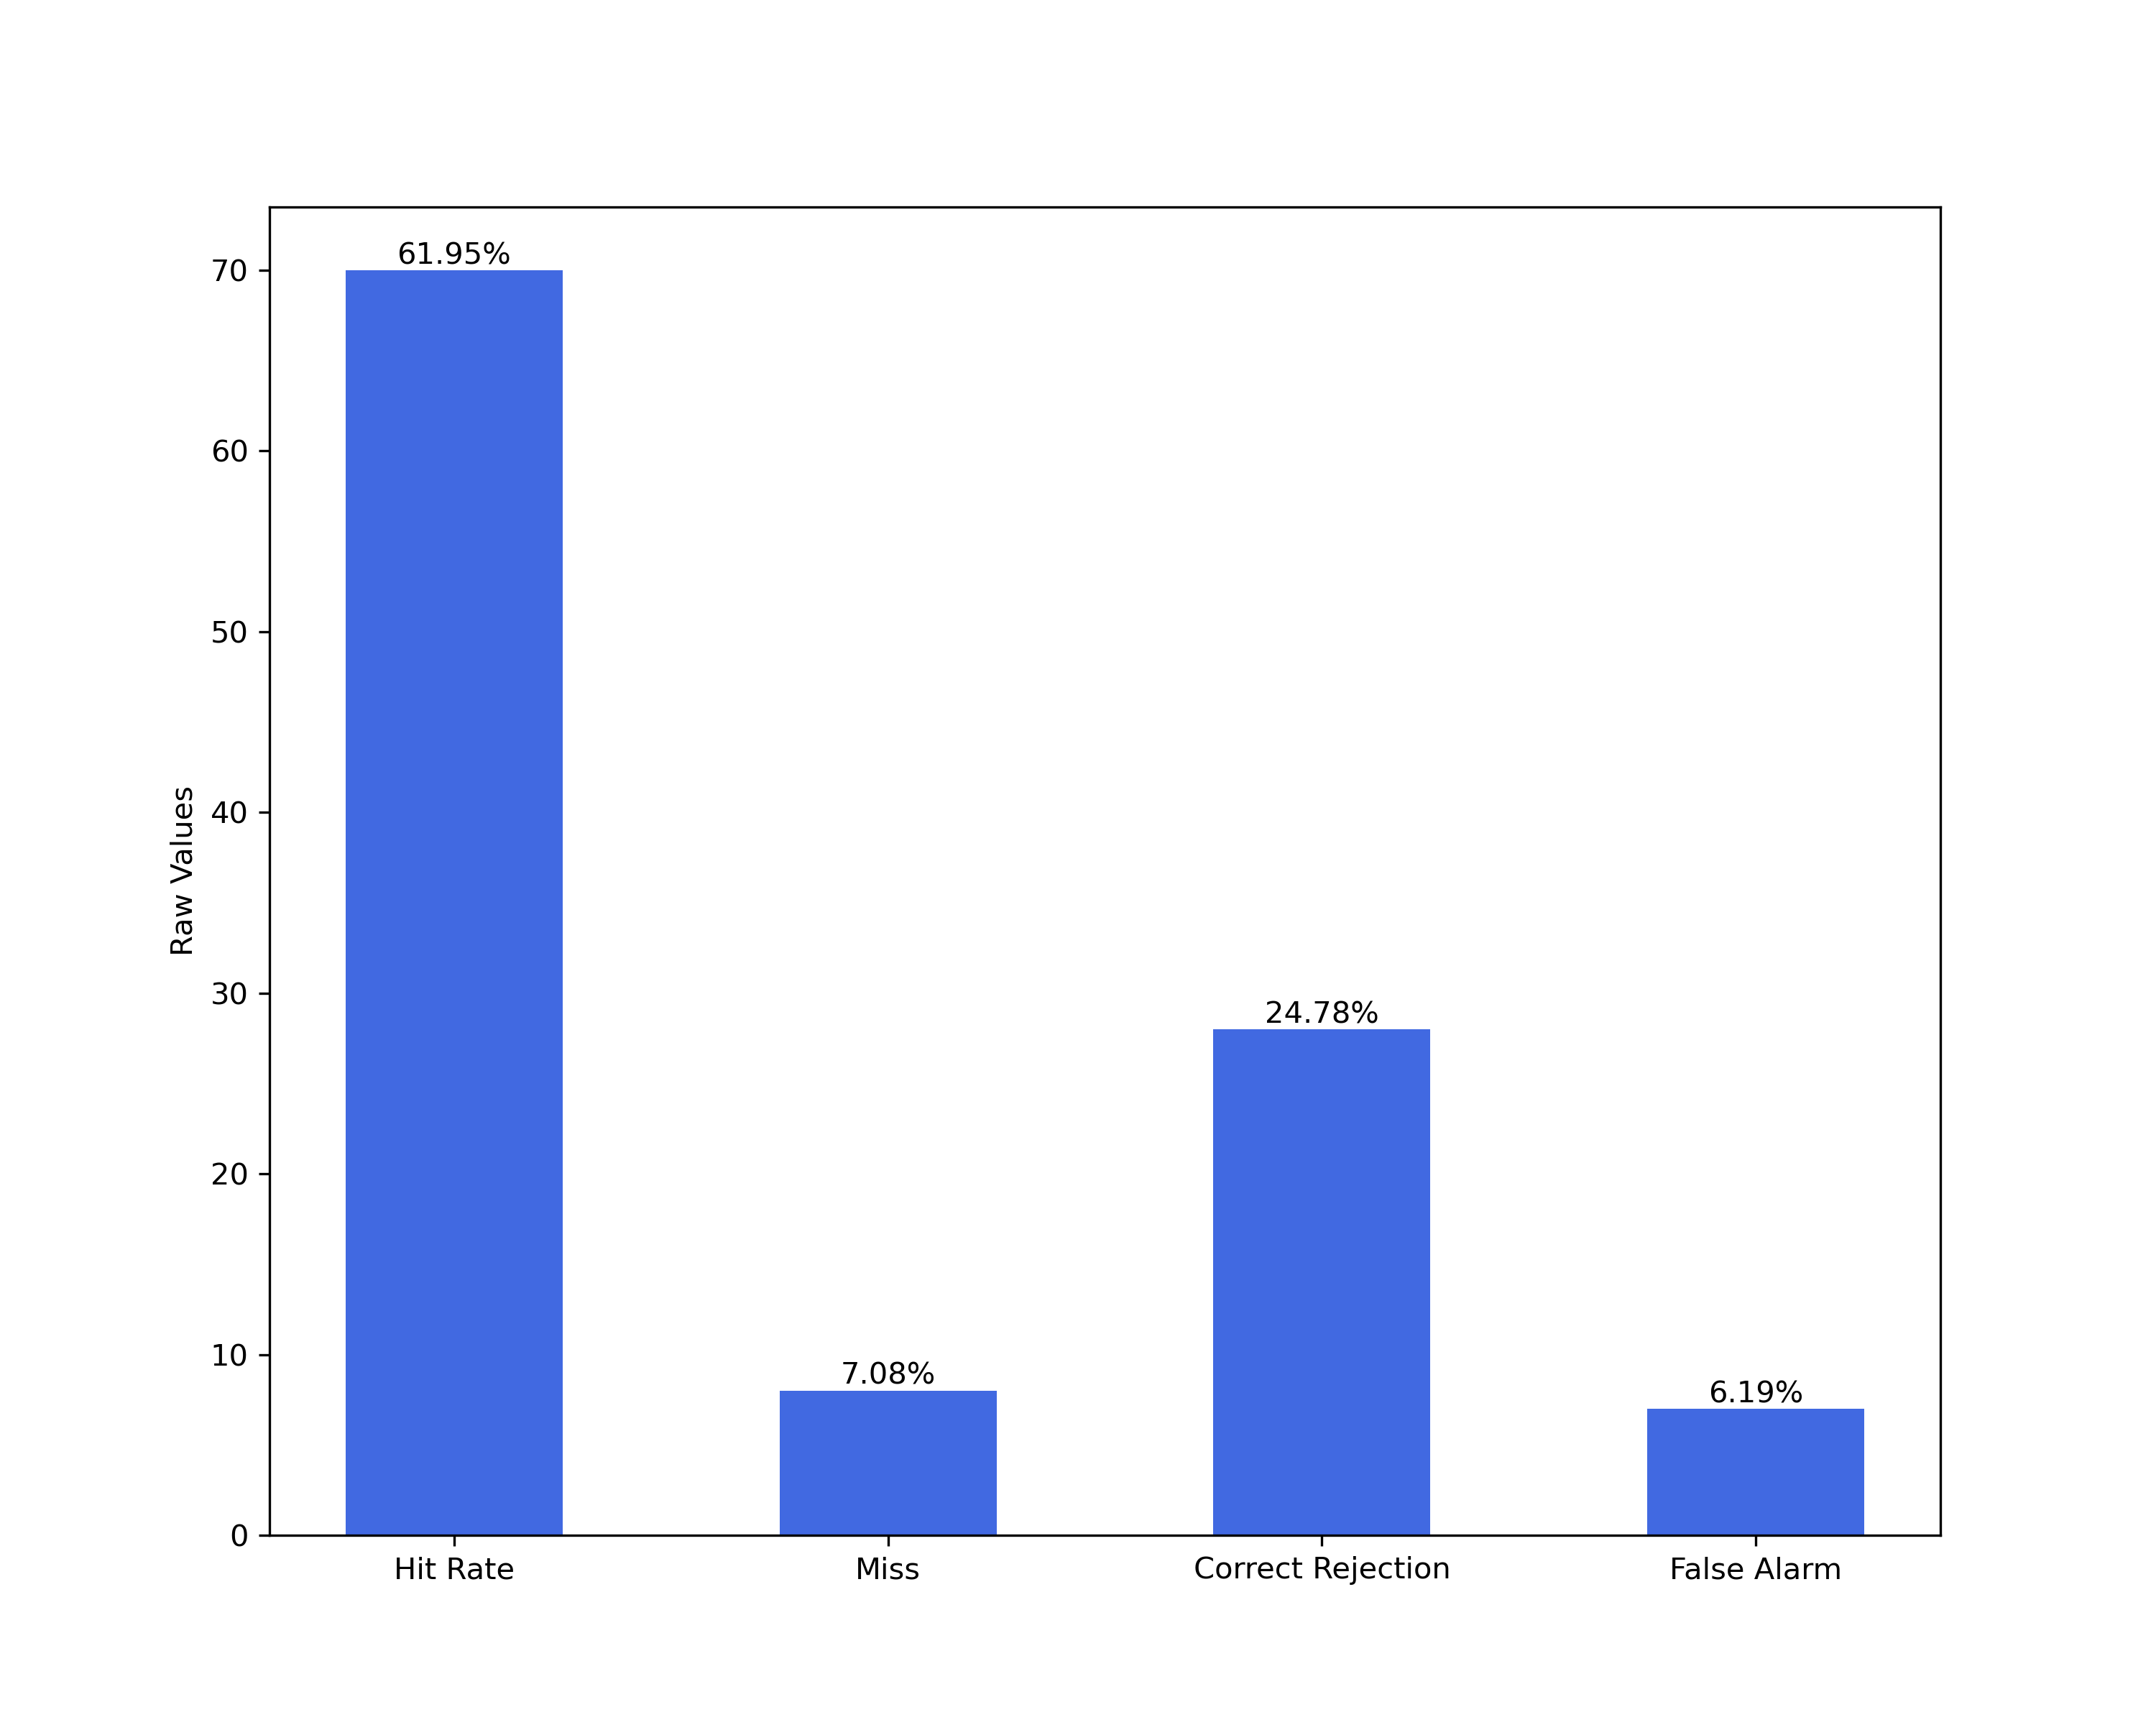 61.95%
70
60
50
40
30
20
10
0
Raw Values
24.78%
7.08%
6.19%
Hit Rate
Miss
Correct Rejection
False Alarm